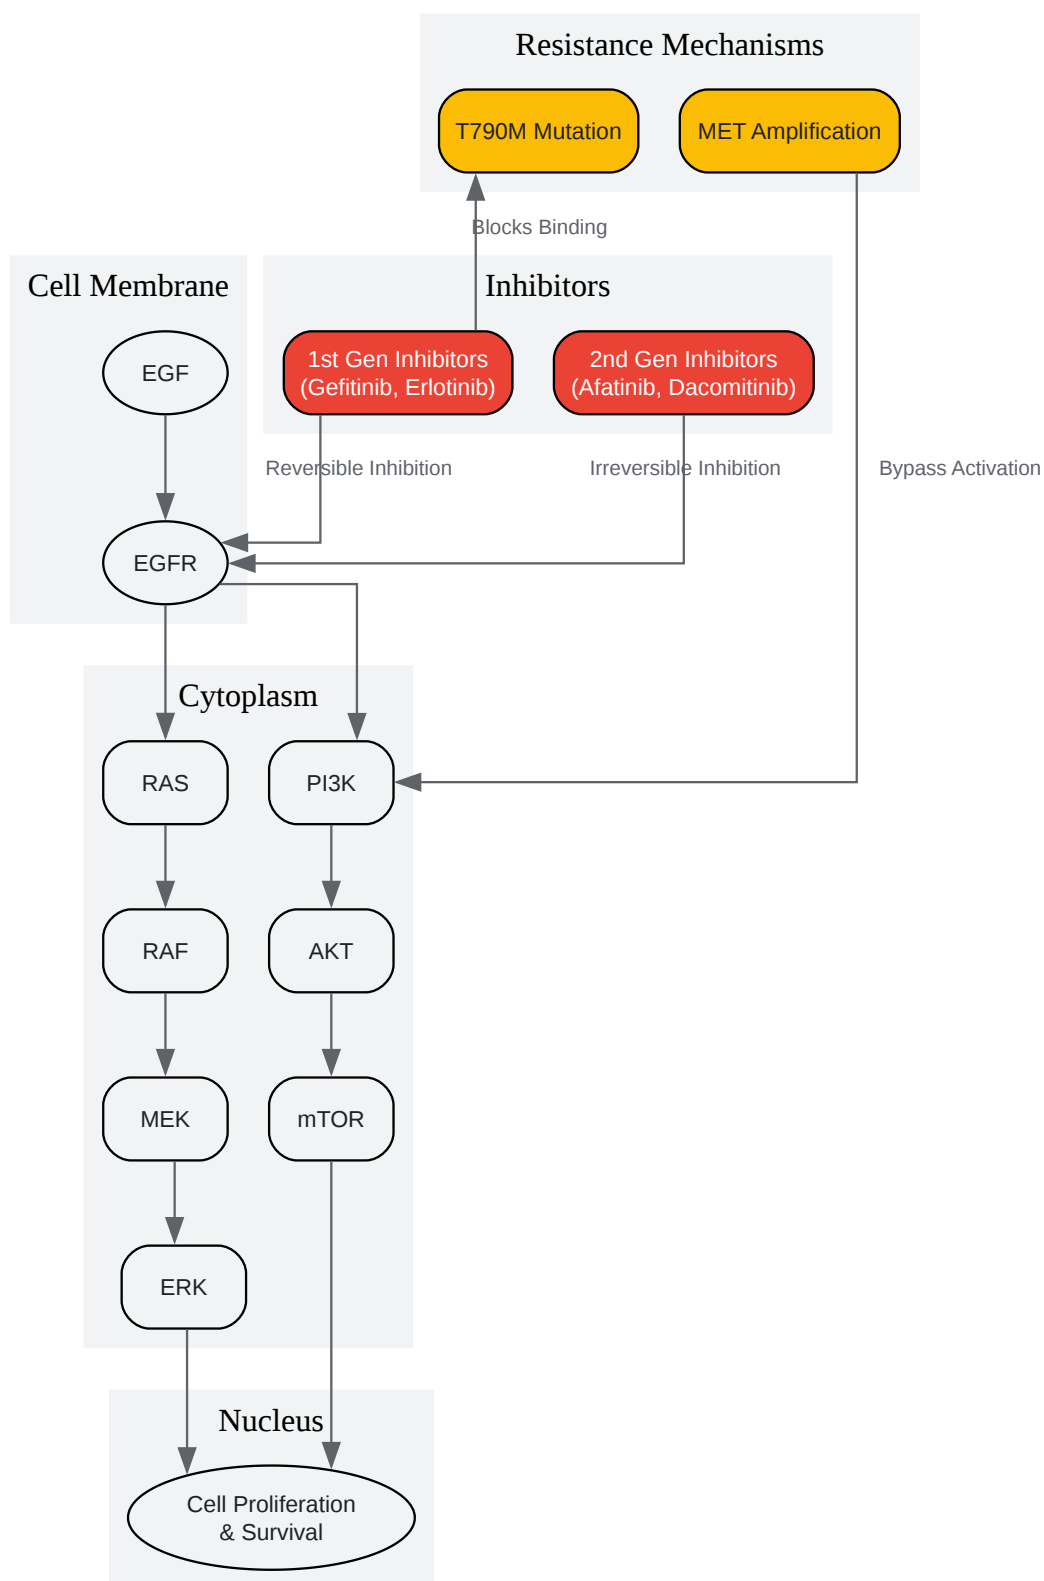 Resistance Mechanisms
T790M Mutation
MET Amplification
Blocks Binding
Cell Membrane
Inhibitors
EGF
1st Gen Inhibitors
(Gefitinib, Erlotinib)
2nd Gen Inhibitors
(Afatinib, Dacomitinib)
Reversible Inhibition
Irreversible Inhibition
Bypass Activation
EGFR
Cytoplasm
RAS
PI3K
RAF
AKT
MEK
mTOR
ERK
Nucleus
Cell Proliferation
& Survival